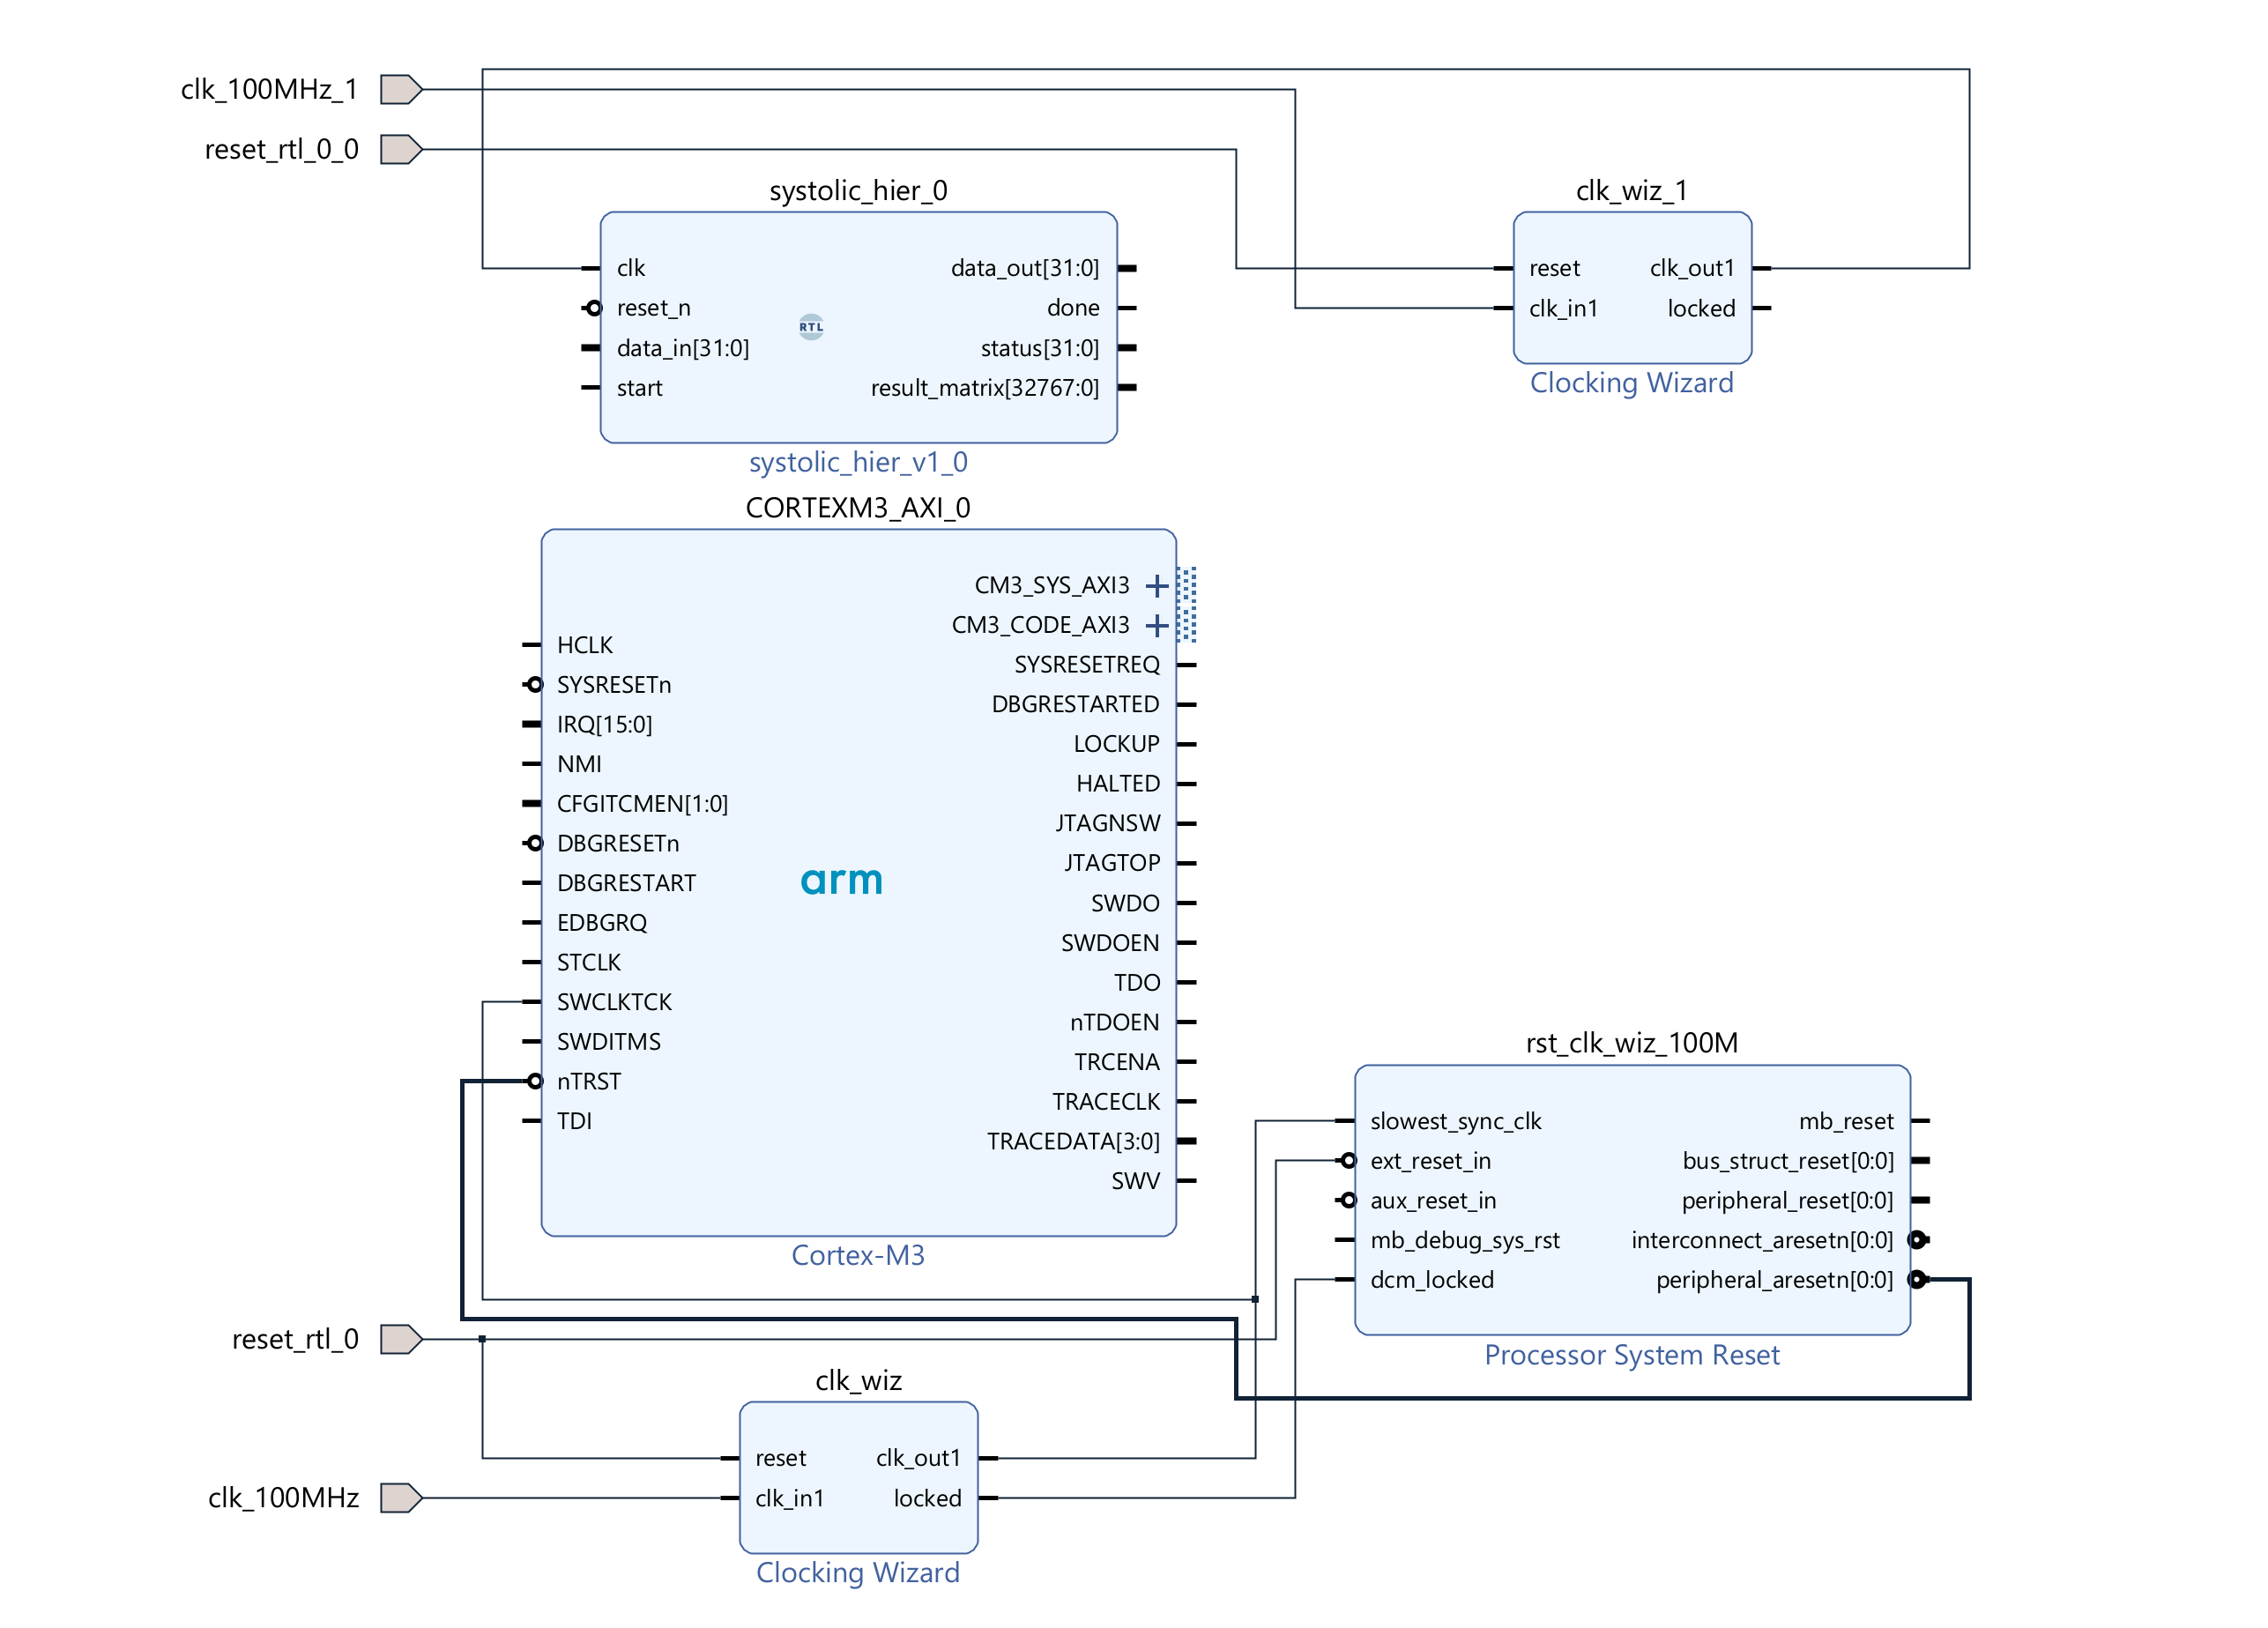 clk_100MHz_1
reset_rtl_0_0
systolic_hier_0
clk
reset_n
data_in[31:0]
start
RTL
data_out[31:0]
done
status[31:0]
result_matrix[32767:0]
systolic_hier_v1_0
clk_wiz_1
reset
clk_in1
clk_out1
locked
Clocking Wizard
CORTEXM3_AXI_0
HCLK
SYSRESETn
IRQ[15:0]
NMI
CFGITCMEN[1:0]
DBGRESETn
DBGRESTART
EDBGRQ
STCLK
SWCLKTCK
SWDITMS
nTRST
TDI
arm
CM3_SYS_AXI3
CM3_CODE_AXI3
SYSRESETREQ
DBGRESTARTED
LOCKUP
HALTED
JTAGNSW
JTAGTOP
SWDO
SWDOEN
TDO
nTDOEN
TRCENA
TRACECLK
TRACEDATA[3:0]
SWV
Cortex-M3
rst_clk_wiz_100M
slowest_sync_clk
ext_reset_in
aux_reset_in
mb_debug_sys_rst
dcm_locked
mb_reset
bus_struct_reset[0:0]
peripheral_reset[0:0]
interconnect_aresetn[0:0]
peripheral_aresetn[0:0]
Processor System Reset
reset_rtl_0
clk_100MHz
clk_wiz
reset
clk_in1
clk_out1
locked
Clocking Wizard